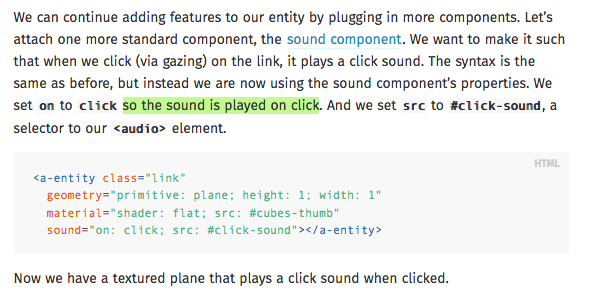 We can continue adding features to our entity by plugging in more components. Let's
attach one more standard component, the sound component. We want to make it such
that when we click (via gazing) on the link, it plays a click sound. The syntax is the
same as before, but instead we are now using the sound component's properties. We
set on to click so the sound is played on click. And we set src to #click-sound, a
selector to our <audio> element.
HTML
<a-entity class="link"
geometry="primitive: plane; height: 1; width: 1"
material="shader: flat; src: #cubes-thumb"
sound="on: click; src: #click-sound"></a-entity>
Now we have a textured plane that plays a click sound when clicked.